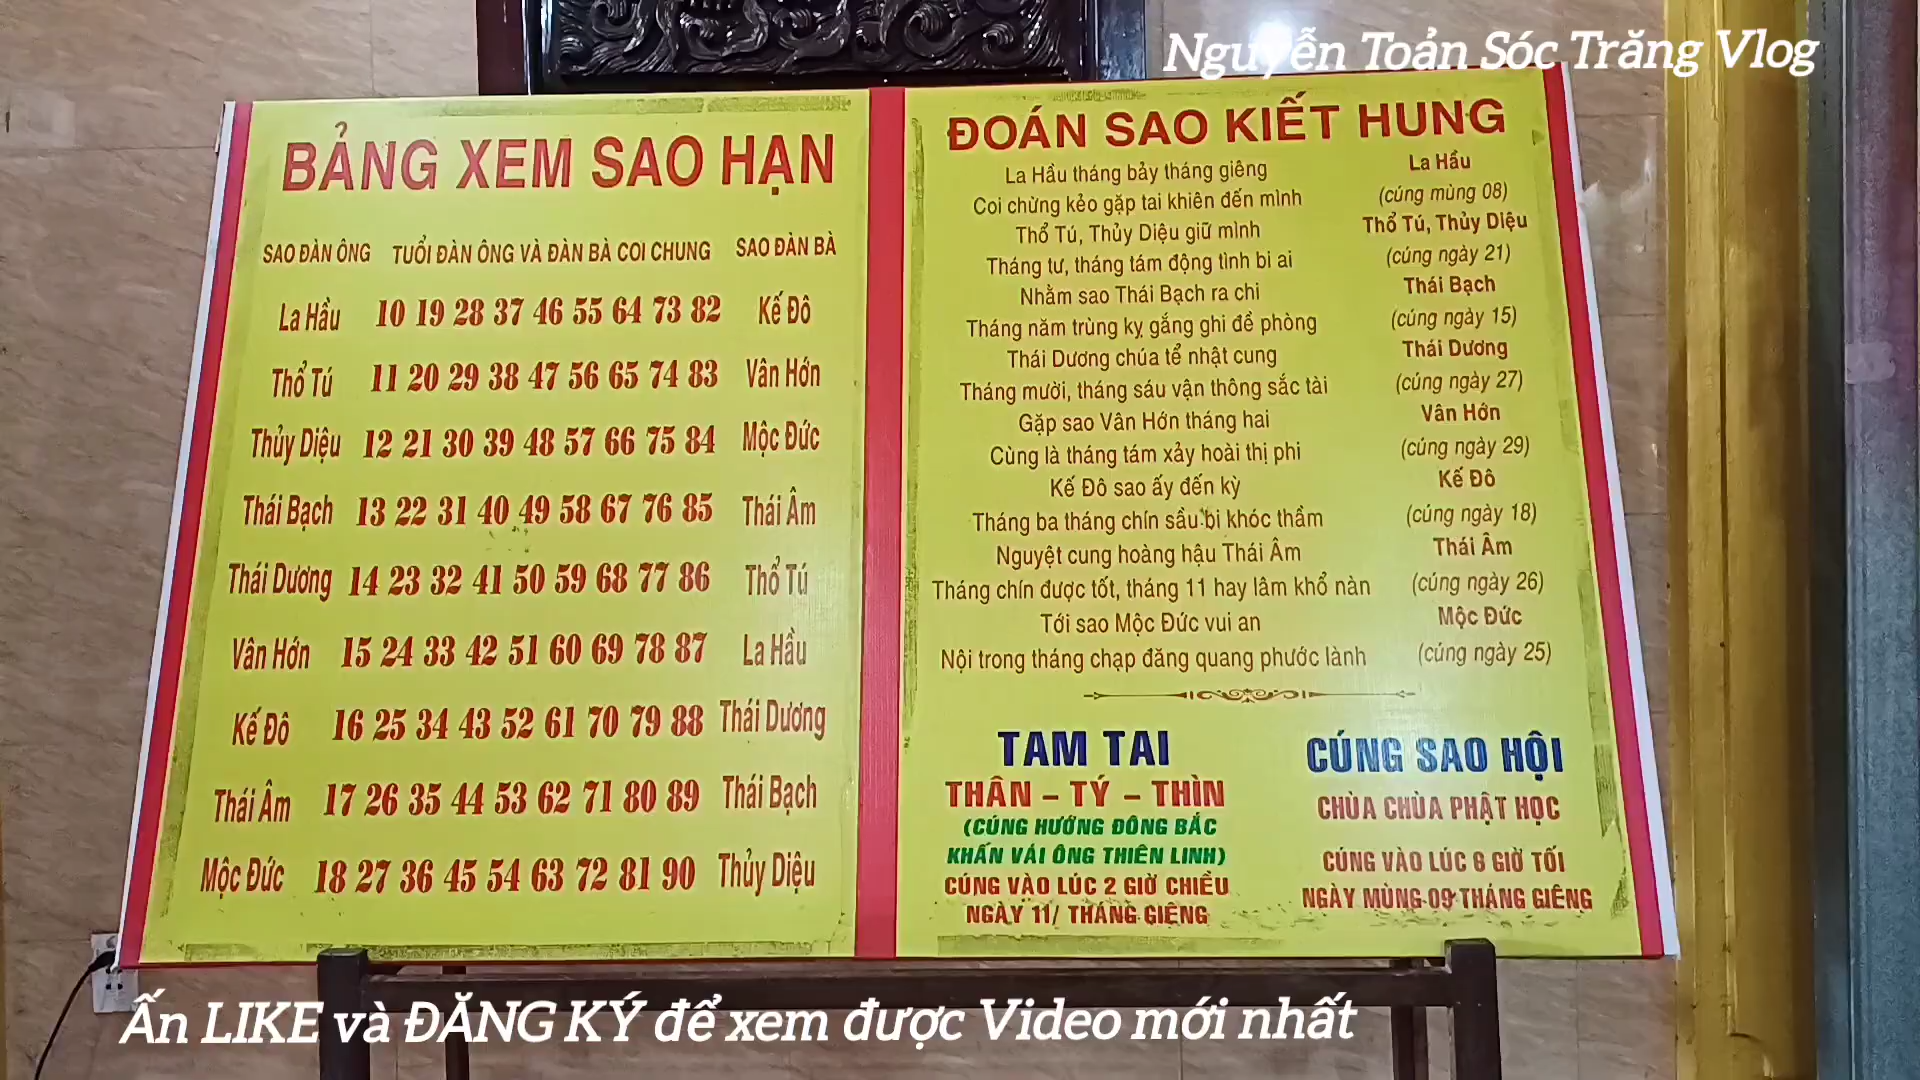 Nguyễn Toản Sóc Trăng Vlog
BẢNG XEM SAO HẠN
SAO ĐÀN ÔNG TUỔI ĐÀN ÔNG VÀ ĐÀN BÀ COI CHUNG SAO ĐÀN BÀ
La Hầu 10 19 28 37 46 55 64 73 82 Kế Đô
Thổ Tú 11 20 29 38 47 56 65 74 83 Vân Hớn
Thủy Diệu 12 21 30 39 48 57 66 75 84 Mộc Đức
Thái Bạch 13 22 31 40 49 58 67 76 85 Thái Âm
Thái Dương 14 23 32 41 50 59 68 77 86 Thổ Tú
Vân Hớn 15 24 33 42 51 60 69 78 87 La Hầu
Kế Đô 16 25 34 43 52 61 70 79 88 Thái Dương
Thái Âm 17 26 35 44 53 62 71 80 89 Thái Bạch
Mộc Đức 18 27 36 45 54 63 72 81 90 Thủy Diệu
ĐOÁN SAO KIẾT HUNG
La Hầu tháng bảy tháng giêng
Coi chừng kẻo gặp tai khiên đến mình
Thổ Tú, Thủy Diệu giữ mình
Tháng tư, tháng tám động tình bi ai
Nhằm sao Thái Bạch ra chi
Tháng năm trùng kỵ gắng ghi đề phòng
Thái Dương chúa tể nhật cung
Tháng mười, tháng sáu vận thông sắc tài
Gặp sao Vân Hớn tháng hai
Cùng là tháng tám xảy hoài thị phi
Kế Đô sao ấy đến kỳ
Tháng ba tháng chín sầu bi khóc thầm
Nguyệt cung hoàng hậu Thái Âm
Tháng chín được tốt, tháng 11 hay lâm khổ nàn
Tới sao Mộc Đức vui an
Nội trong tháng chạp đăng quang phước lành
La Hầu
(cúng mùng 08)
Thổ Tú, Thủy Diệu
(cúng ngày 21)
Thái Bạch
(cúng ngày 15)
Thái Dương
(cúng ngày 27)
Vân Hớn
(cúng ngày 29)
Kế Đô
(cúng ngày 18)
Thái Âm
(cúng ngày 26)
Mộc Đức
(cúng ngày 25)
TAM TAI
THÂN – TÝ – THÌN
(CÚNG HƯỚNG ĐÔNG BẮC
KHẤN VÁI ÔNG THIÊN LINH)
CÚNG VÀO LÚC 2 GIỜ CHIỀU
NGÀY 11/ THÁNG GIÊNG
CÚNG SAO HỘI
CHÙA CHÙA PHẬT HỌC
CÚNG VÀO LÚC 6 GIỜ TỐI
NGÀY MÙNG 09 THÁNG GIÊNG
Ấn LIKE và ĐĂNG KÝ để xem được Video mới nhất